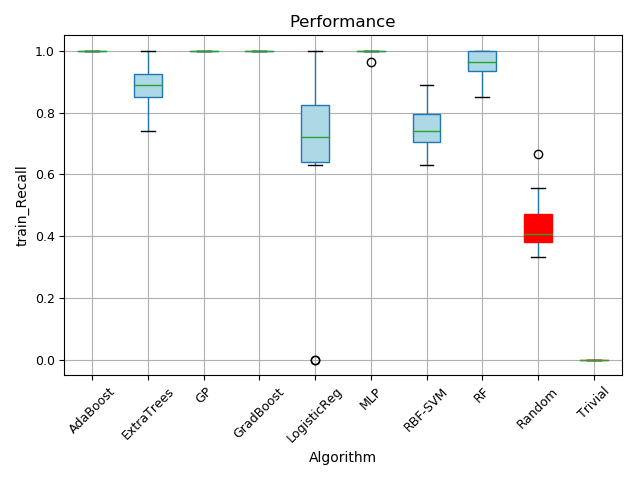 Performance
train_Recall
1.0
0.8
0.6
0.4
0.2
0.0
AdaBoost
ExtraTrees
GP
GradBoost
LogisticReg
MLP
RBF-SVM
RF
Random
Trivial
Algorithm